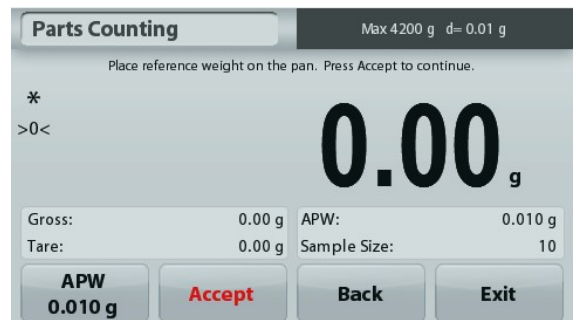 Parts Counting
Max 4200 g d= 0.01 g
Place reference weight on the pan. Press Accept to continue.
*
>0<
0.00 g
Gross: 0.00 g APW: 0.010 g
Tare: 0.00 g Sample Size: 10
APW
0.010 g
Accept Back Exit